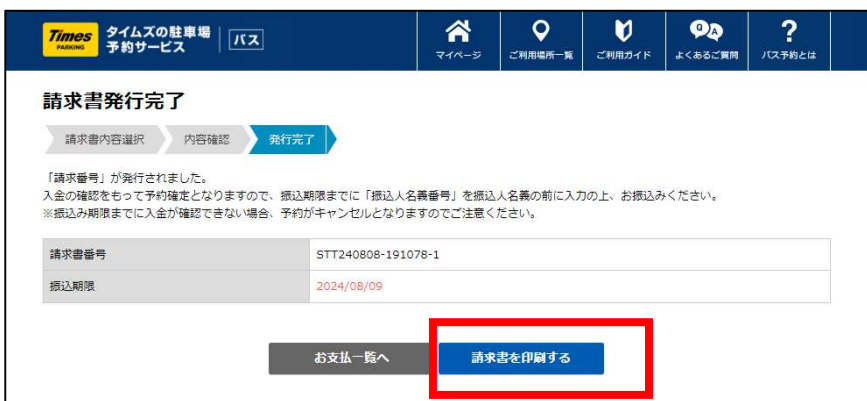 Times
PARKING
タイムズの駐車場
予約サービス
バス
マイページ
ご利用場所一覧
ご利用ガイド
よくあるご質問
バス予約とは
請求書発行完了
請求書内容選択
内容確認
発行完了
「請求番号」が発行されました。
入金の確認をもって予約確定となりますので、振込期限までに「振込人名義番号」を振込人名義の前に入力の上、お振込みください。
※振込み期限までに入金が確認できない場合、予約がキャンセルとなりますのでご注意ください。
請求書番号 STT240808-191078-1
振込期限 2024/08/09
お支払一覧へ
請求書を印刷する